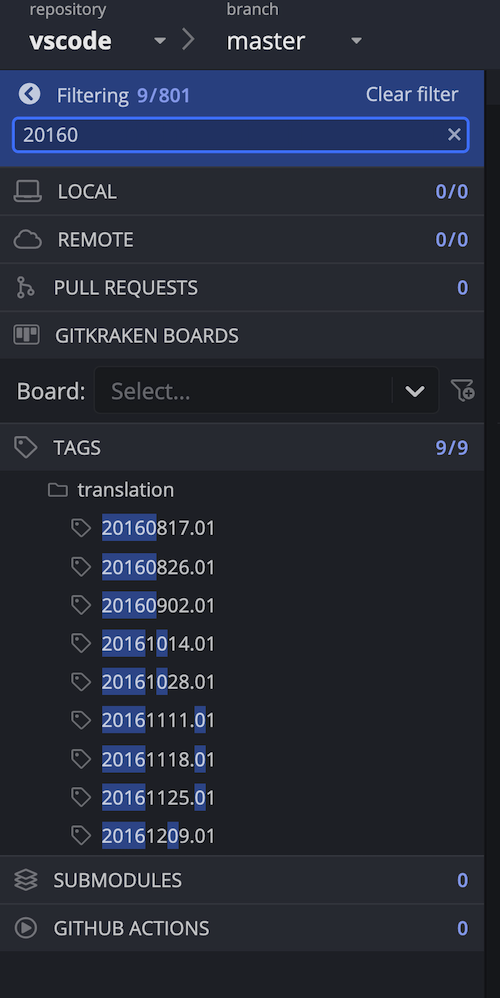 repository branch
vscode master
Filtering 9/801 Clear filter
20160
LOCAL 0/0
REMOTE 0/0
PULL REQUESTS 0
GITKRAKEN BOARDS
Board: Select...
TAGS 9/9
translation
20160817.01
20160826.01
20160902.01
20161014.01
20161028.01
20161111.01
20161118.01
20161125.01
20161209.01
SUBMODULES 0
GITHUB ACTIONS 0